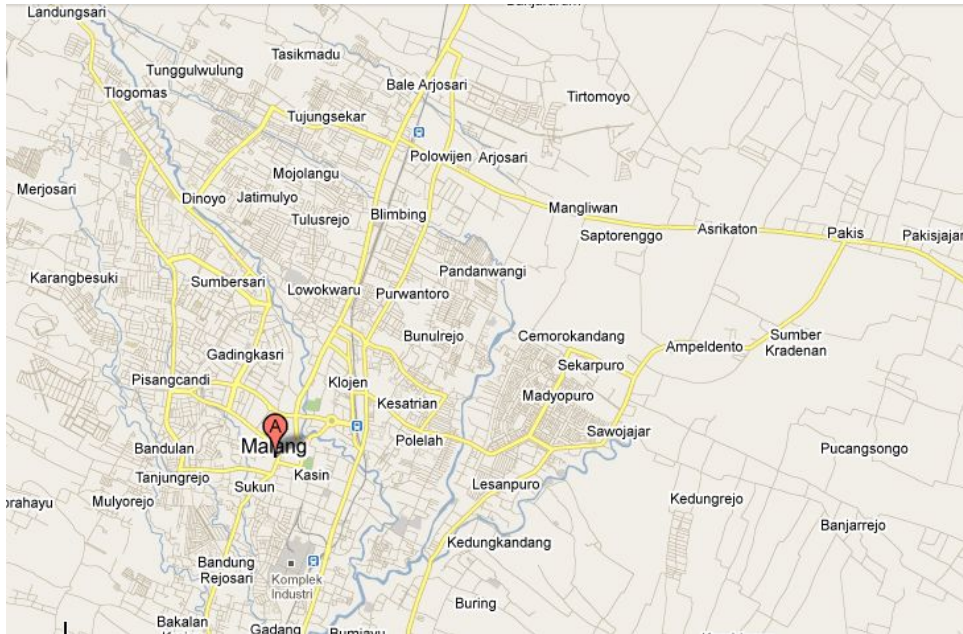 Landungsari
Tasikmadu
Tunggulwulung
Bale Arjosari
Tlogomas
Tirtomoyo
Tujungsekar
Polowijen
Arjosari
Mojolangu
Merjosari
Dinoyo
Jatimulyo
Tulusrejo
Blimbing
Mangliwan
Asrikaton
Pakis
Pakisjajar
Saptorenggo
Karangbesuki
Sumbersari
Pandanwangi
Lowokwaru
Purwantoro
Bunulrejo
Cemorokandang
Sumber
Kradenan
Ampeldento
Gadingkasri
Sekarpuro
Pisangcandi
Klojen
Kesatrian
Madyopuro
A
Malang
Bandulan
Polelah
Sawojajar
Pucangsongo
Tanjungrejo
Sukun
Kasin
Lesanpuro
Mulyorejo
orahayu
Kedungrejo
Banjarrejo
Kedungkandang
Bandung
Rejosari
Komplek
Industri
Buring
Bakalan
Gadang
Bumiayu